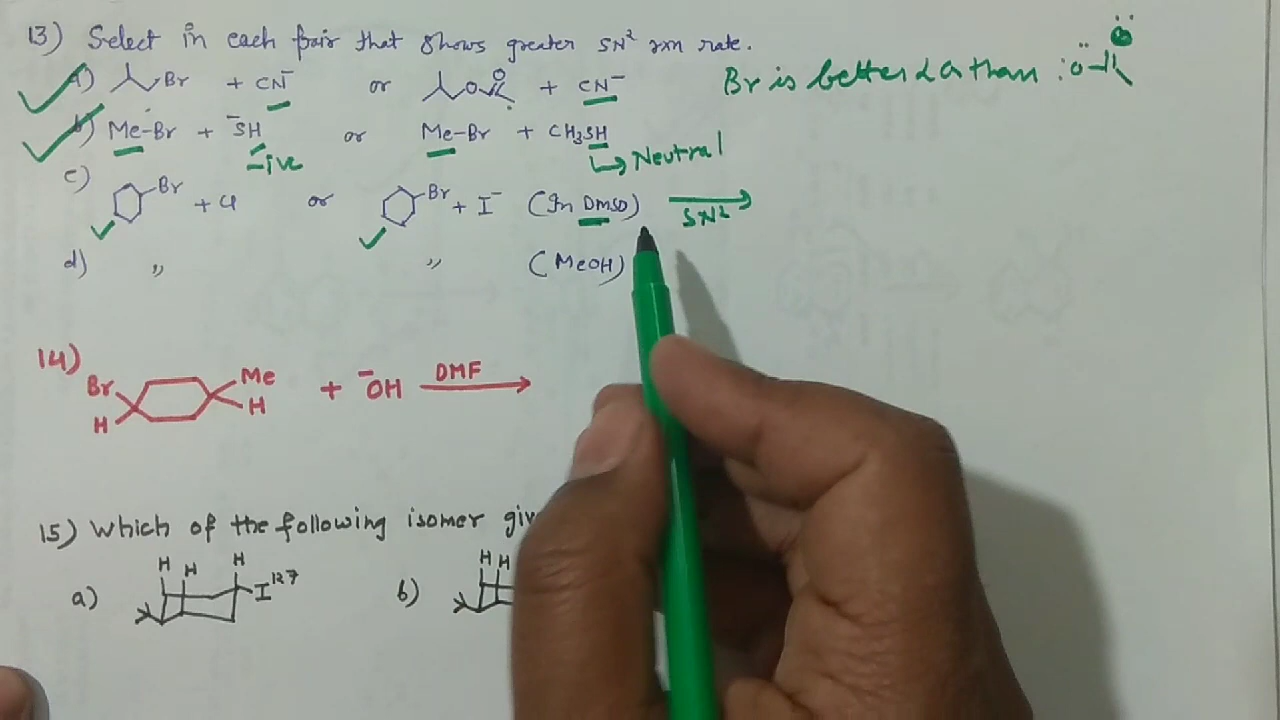 13) Select in each pair that shows greater SN² rxn rate.
a) Br + CN⁻ or O O + CN⁻
Br is better LG than :O O
b) Me-Br + ⁻SH or Me-Br + CH3SH
-ive
Neutral
c) Br + Cl or Br + I⁻ (In DMSO) SN²
d) ,, ,, (MeOH)
14) Br H Me H + ⁻OH DMF
15) Which of the following isomer
a) H H H I¹²⁷ b) H H